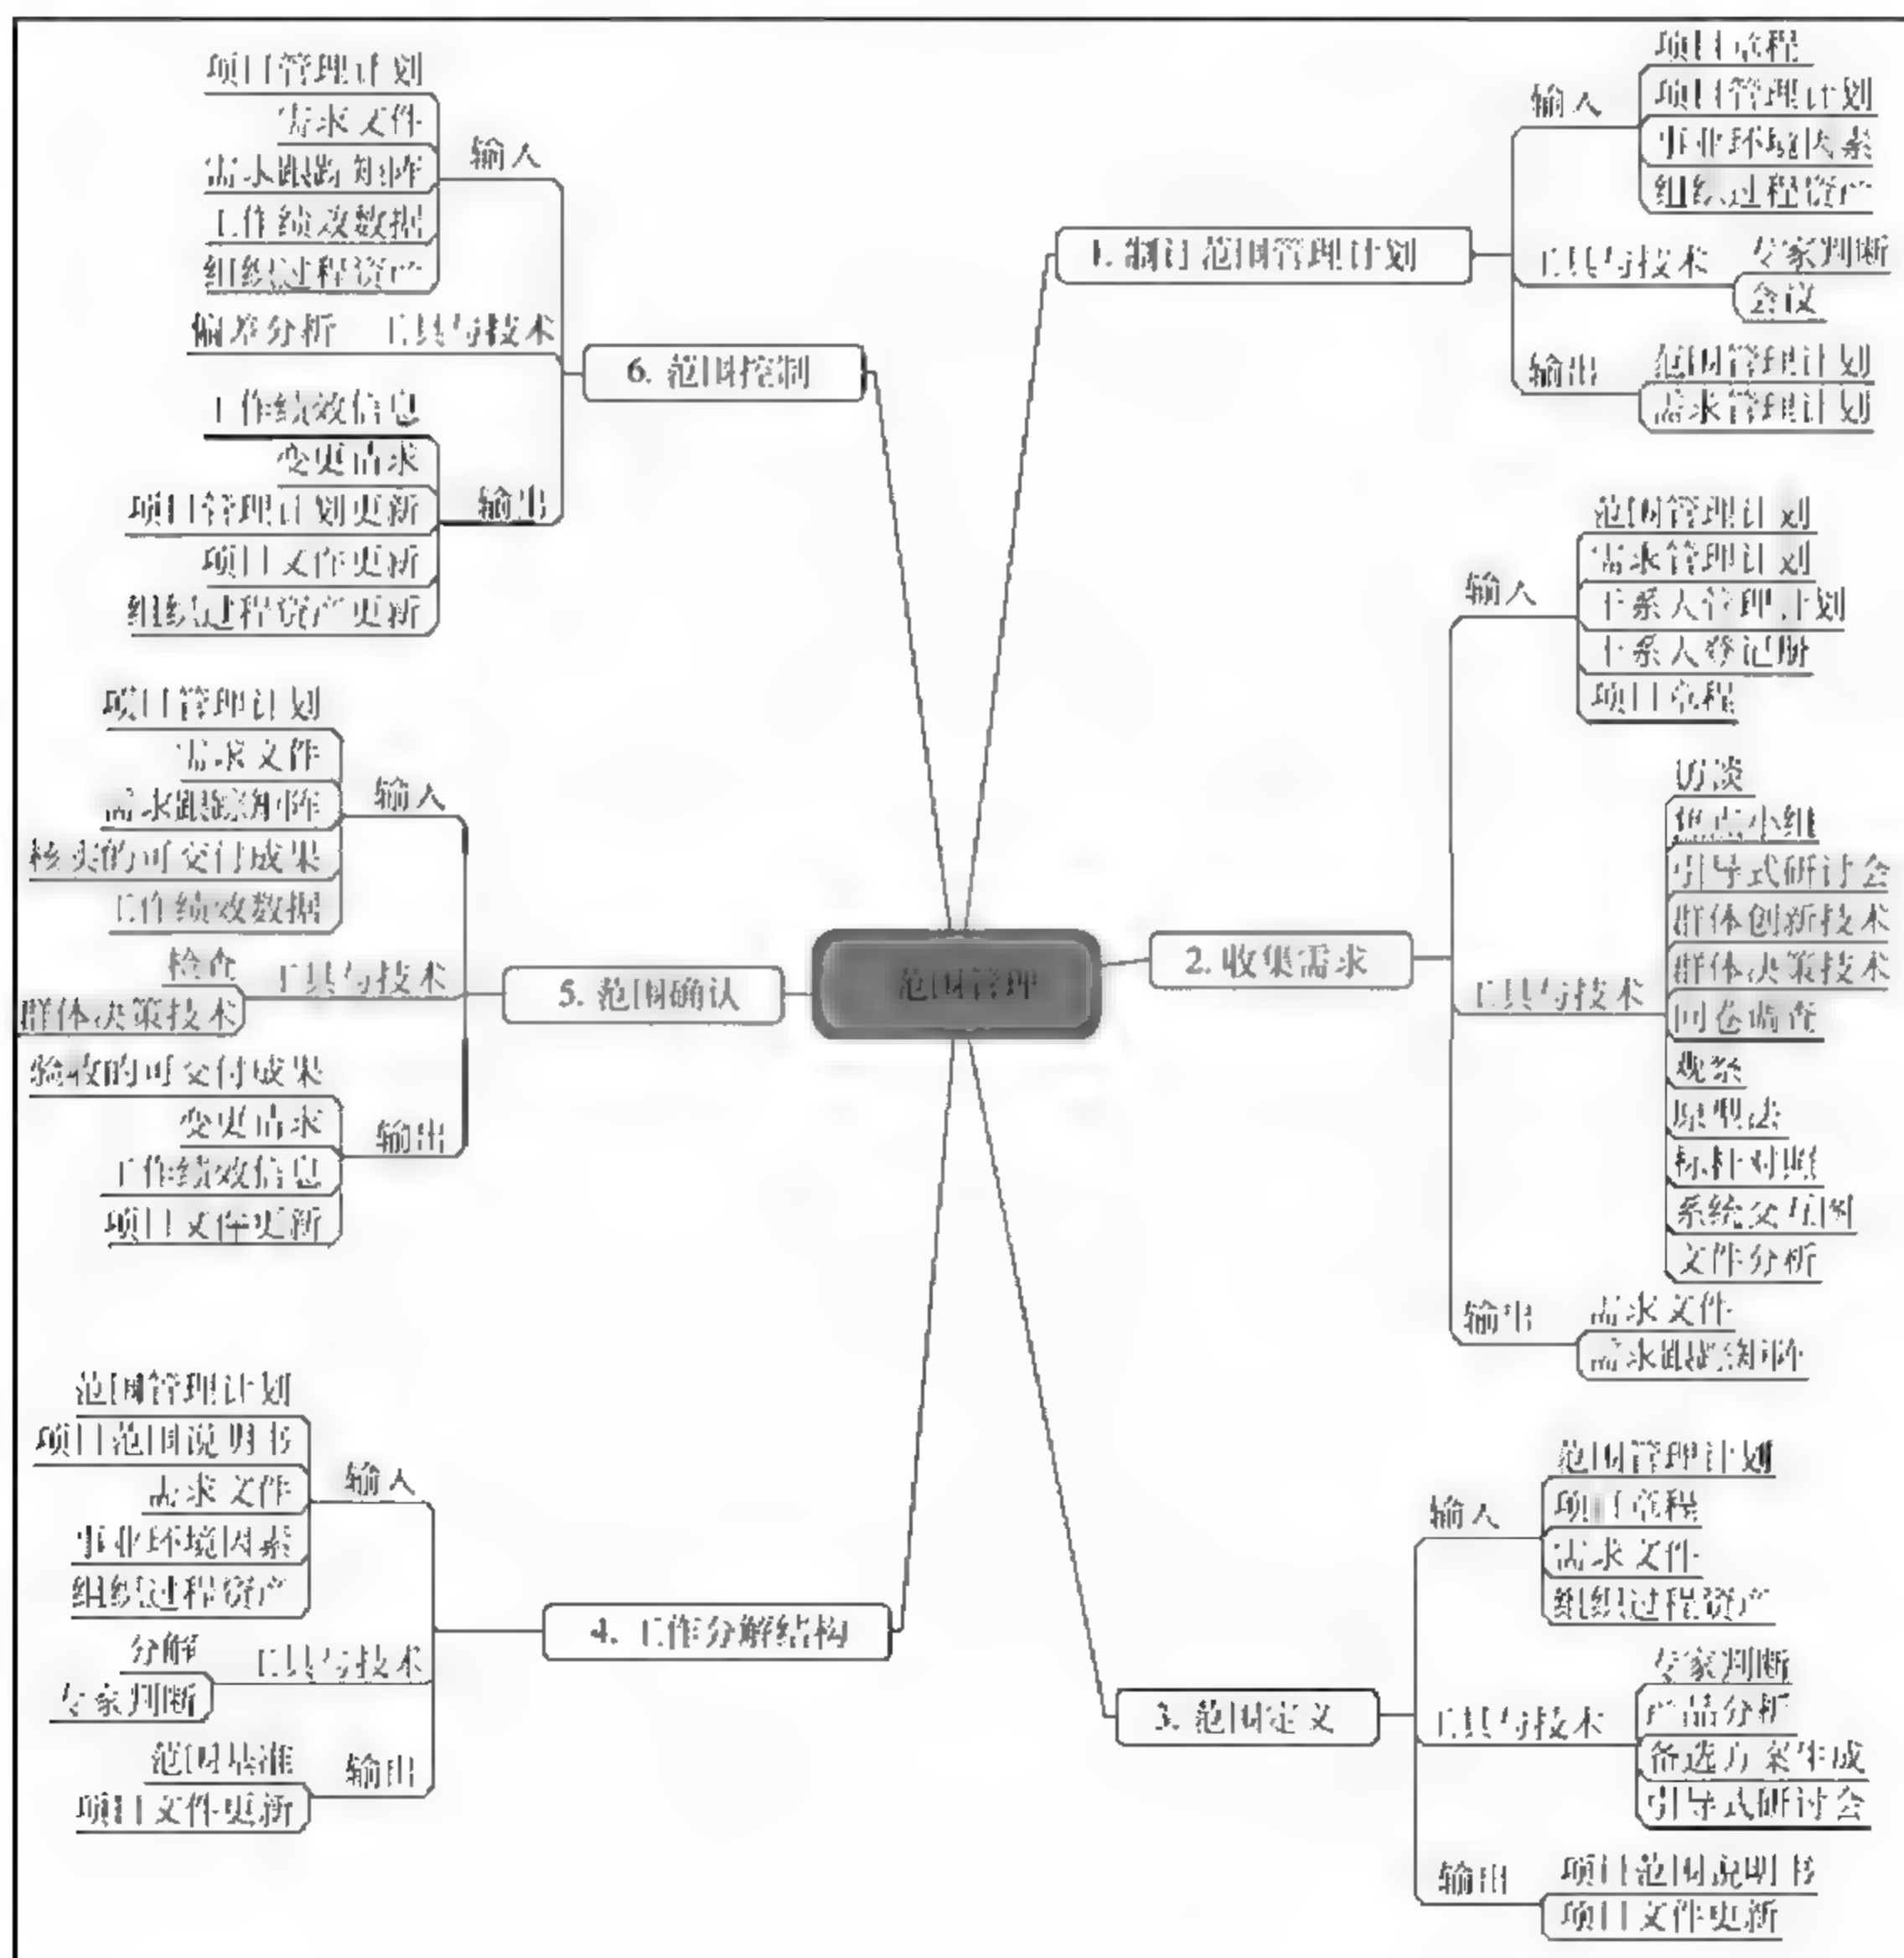 范围管理
1. 制订范围管理计划
输入
项目章程
项目管理计划
事业环境因素
组织过程资产
工具与技术
专家判断
会议
输出
范围管理计划
需求管理计划
2. 收集需求
输入
范围管理计划
需求管理计划
干系人管理计划
干系人登记册
项目章程
工具与技术
访谈
焦点小组
引导式研讨会
群体创新技术
群体决策技术
问卷调查
观察
原型法
标杆对照
系统交互图
文件分析
输出
需求文件
需求跟踪矩阵
3. 范围定义
输入
范围管理计划
项目章程
需求文件
组织过程资产
工具与技术
专家判断
产品分析
备选方案生成
引导式研讨会
输出
项目范围说明书
项目文件更新
4. 工作分解结构
输入
范围管理计划
项目范围说明书
需求文件
事业环境因素
组织过程资产
工具与技术
分解
专家判断
输出
范围基准
项目文件更新
5. 范围确认
输入
项目管理计划
需求文件
需求跟踪矩阵
核实的可交付成果
工作绩效数据
工具与技术
检查
群体决策技术
输出
验收的可交付成果
变更请求
工作绩效信息
项目文件更新
6. 范围控制
输入
项目管理计划
需求文件
需求跟踪矩阵
工作绩效数据
组织过程资产
工具与技术
偏差分析
输出
工作绩效信息
变更请求
项目管理计划更新
项目文件更新
组织过程资产更新